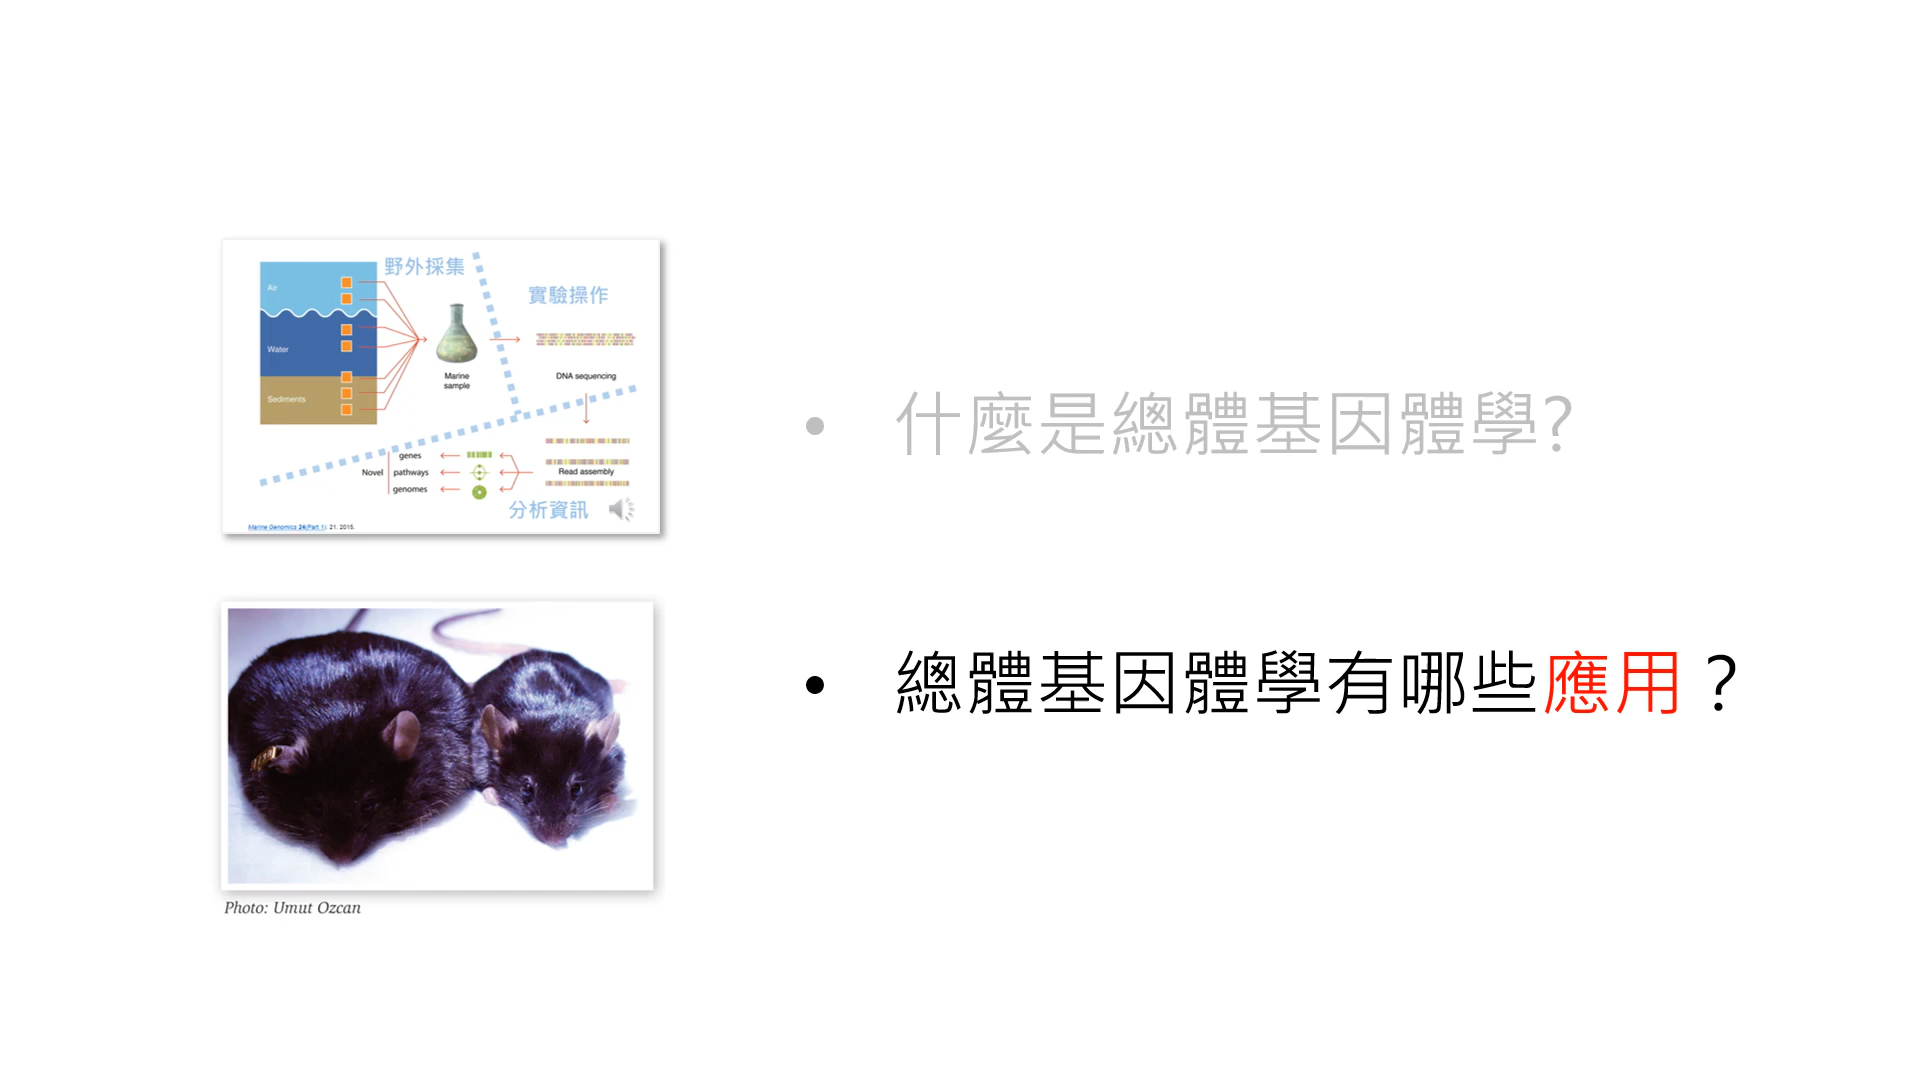 野外採集
實驗操作
Air
Water
Sediments
Marine
sample
DNA sequencing
Novel
genes
pathways
genomes
Read assembly
分析資訊
Marine Genomics 24(Part 1): 21. 2015.
• 什麼是總體基因體學?
• 總體基因體學有哪些應用？
Photo: Umut Ozcan